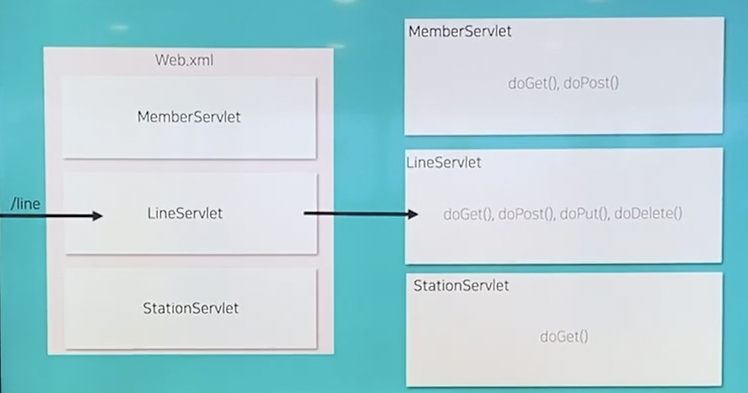 Web.xml
MemberServlet
/line
LineServlet
StationServlet
MemberServlet
doGet(), doPost()
LineServlet
doGet(), doPost(), doPut(), doDelete()
StationServlet
doGet()